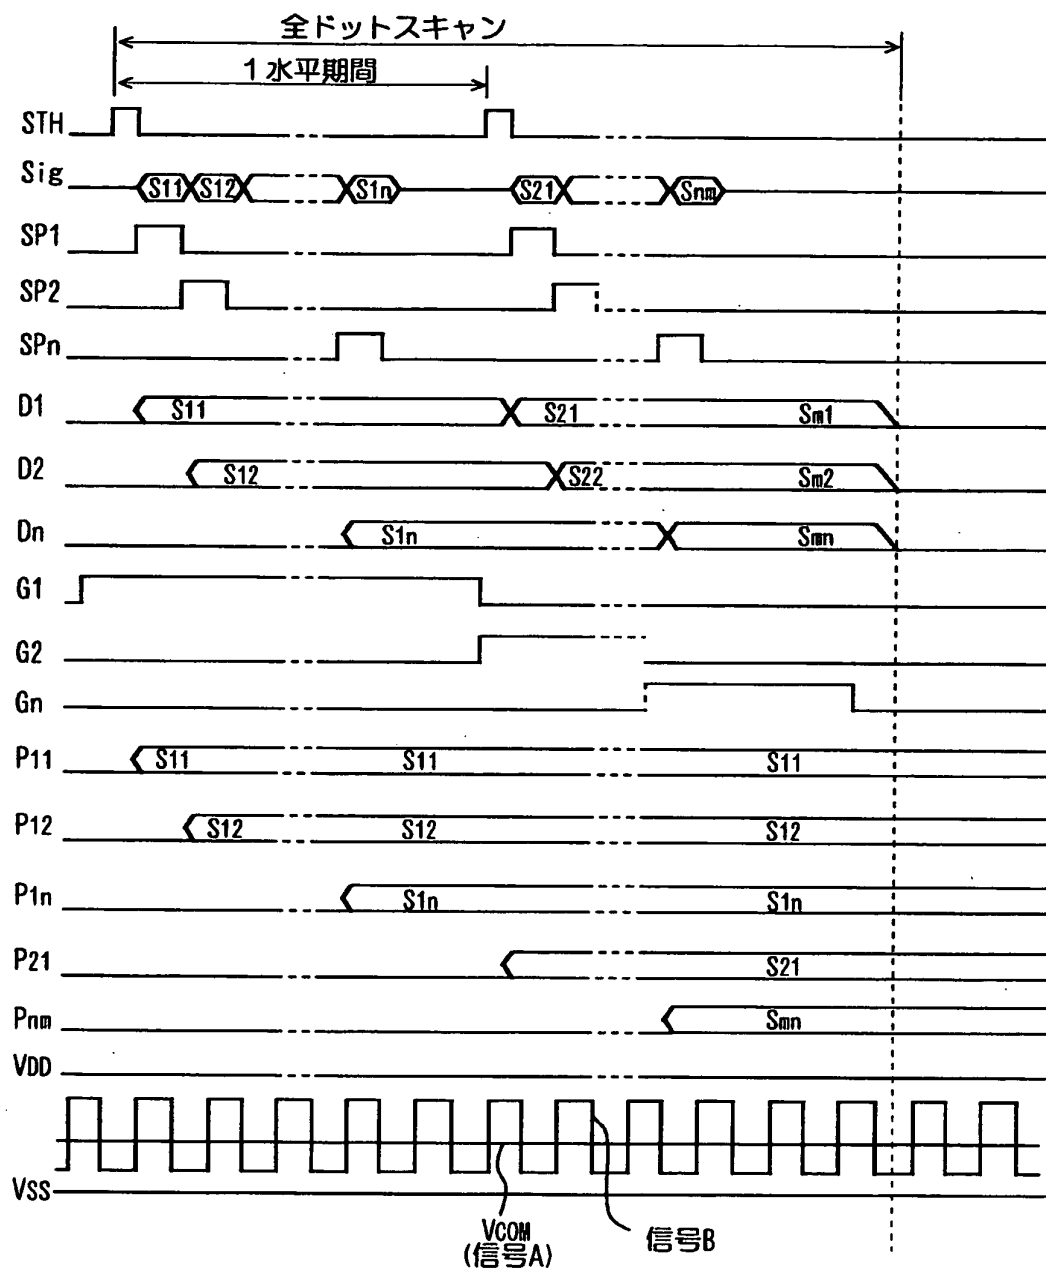 全ドットスキャン
1水平期間
STH
Sig S11 S12 S1n S21 Snm
SP1
SP2
SPn
D1 S11 S21 Sm1
D2 S12 S22 Sm2
Dn S1n Smn
G1
G2
Gn
P11 S11 S11 S11
P12 S12 S12 S12
P1n S1n S1n
P21 S21
Pnm Smn
VDD
VSS
VCOM
(信号A)
信号B